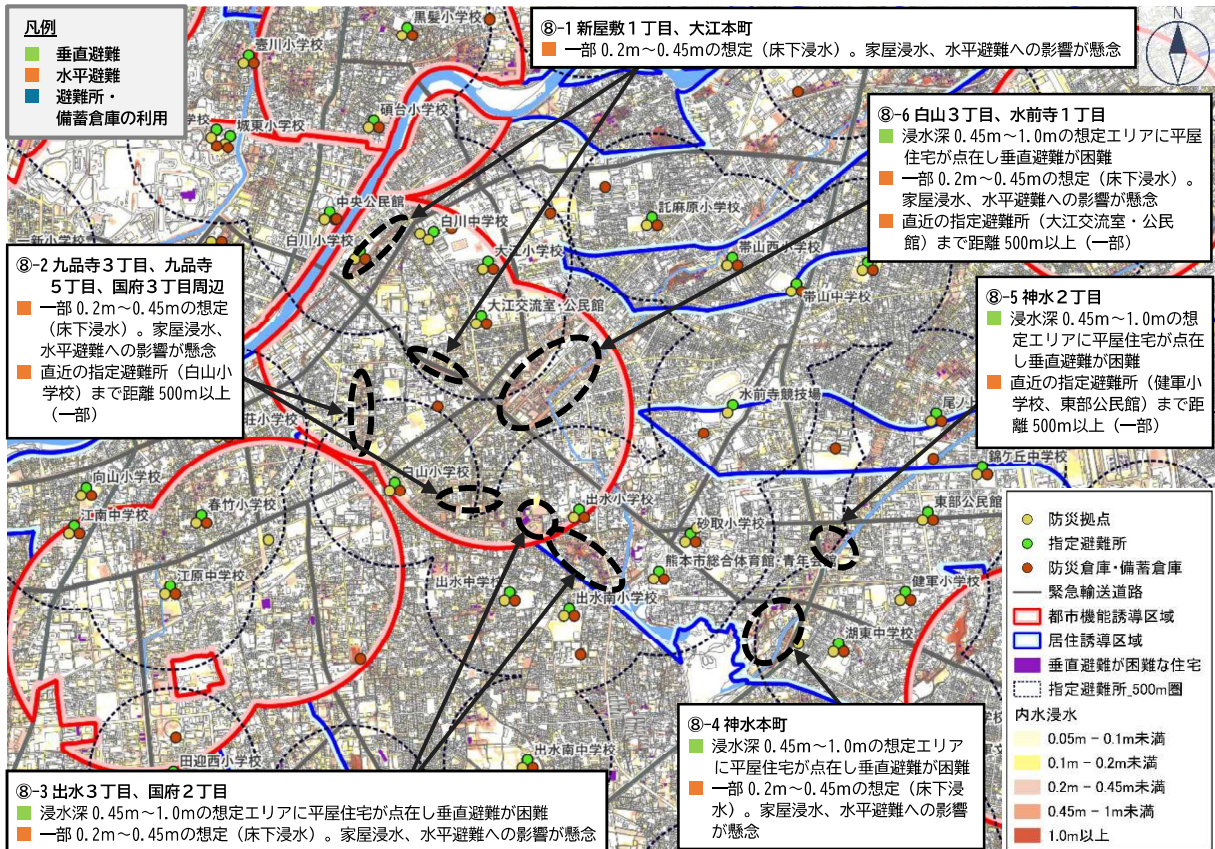 凡例
垂直避難
水平避難
避難所・
備蓄倉庫の利用
⑧-1 新屋敷1丁目、大江本町
一部 0.2m～0.45mの想定（床下浸水）。家屋浸水、水平避難への影響が懸念
N
⑧-6 白山3丁目、水前寺1丁目
浸水深 0.45m～1.0mの想定エリアに平屋
住宅が点在し垂直避難が困難
一部 0.2m～0.45mの想定（床下浸水）。
家屋浸水、水平避難への影響が懸念
直近の指定避難所（大江交流室・公民
館）まで距離 500m以上（一部）
⑧-2 九品寺3丁目、九品寺
5丁目、国府3丁目周辺
一部 0.2m～0.45mの想定
（床下浸水）。家屋浸水、
水平避難への影響が懸念
直近の指定避難所（白山小
学校）まで距離 500m以上
（一部）
⑧-5 神水2丁目
浸水深 0.45m～1.0mの想
定エリアに平屋住宅が点在
し垂直避難が困難
直近の指定避難所（健軍小
学校、東部公民館）まで距
離 500m以上（一部）
⑧-4 神水本町
浸水深 0.45m～1.0mの想定エリア
に平屋住宅が点在し垂直避難が困難
一部 0.2m～0.45mの想定（床下浸
水）。家屋浸水、水平避難への影響
が懸念
⑧-3 出水3丁目、国府2丁目
浸水深 0.45m～1.0mの想定エリアに平屋住宅が点在し垂直避難が困難
一部 0.2m～0.45mの想定（床下浸水）。家屋浸水、水平避難への影響が懸念
黒髪小学校
壺川小学校
碩台小学校
城東小学校
中央公民館
白川中学校
白川小学校
一新小学校
託麻原小学校
大江小学校
帯山西小学校
帯山中学校
大江交流室・公民館
水前寺競技場
尾ノ上
錦ケ丘中学校
荘小学校
白山小学校
向山小学校
春竹小学校
江南中学校
出水小学校
砂取小学校
東部公民館
江原中学校
出水中学校
熊本市総合体育館・青年会
出水南小学校
健軍小学校
湖東中学校
出水南中学校
田迎西小学校
防災拠点
指定避難所
防災倉庫・備蓄倉庫
緊急輸送道路
都市機能誘導区域
居住誘導区域
垂直避難が困難な住宅
指定避難所_500m圏
内水浸水
0.05m - 0.1m未満
0.1m - 0.2m未満
0.2m - 0.45m未満
0.45m - 1m未満
1.0m以上